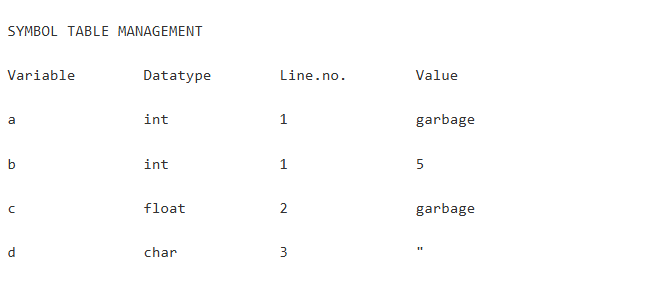 SYMBOL TABLE MANAGEMENT
Variable Datatype Line.no. Value
a int 1 garbage
b int 1 5
c float 2 garbage
d char 3 "